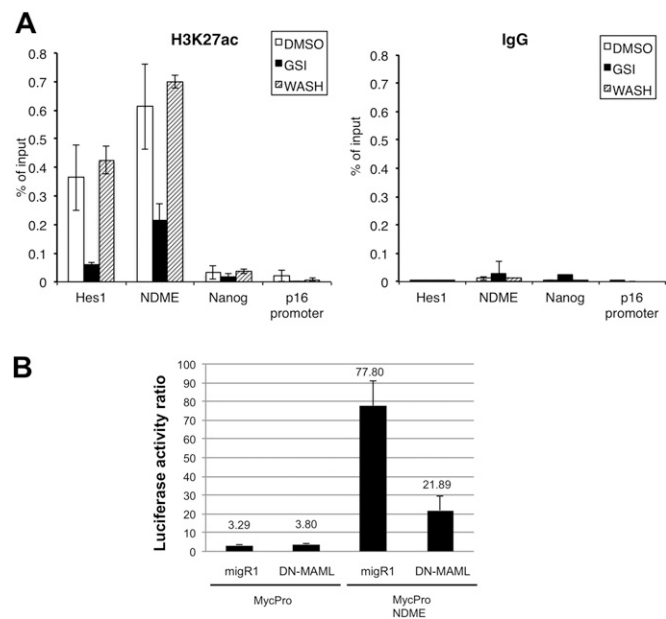 A
H3K27ac
DMSO
GSI
WASH
% of input
0.8
0.7
0.6
0.5
0.4
0.3
0.2
0.1
0
Hes1 NDME Nanog p16
promoter
IgG
DMSO
GSI
WASH
% of input
0.8
0.7
0.6
0.5
0.4
0.3
0.2
0.1
0
Hes1 NDME Nanog p16
promoter
B
Luciferase activity ratio
100
90
80
70
60
50
40
30
20
10
0
3.29 3.80 77.80 21.89
migR1 DN-MAML migR1 DN-MAML
MycPro MycPro
NDME